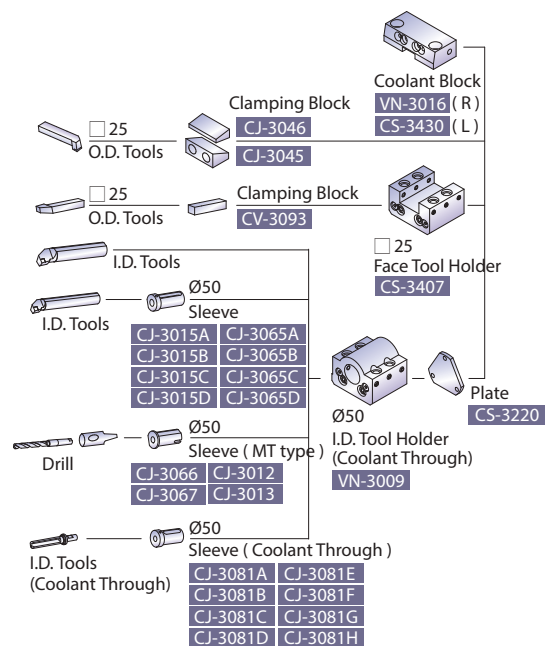 Coolant Block
VN-3016 ( R )
CS-3430 ( L )
Clamping Block
CJ-3046
CJ-3045
□ 25
O.D. Tools
□ 25
O.D. Tools
Clamping Block
CV-3093
□ 25
Face Tool Holder
CS-3407
I.D. Tools
I.D. Tools
Ø50
Sleeve
CJ-3015A CJ-3065A
CJ-3015B CJ-3065B
CJ-3015C CJ-3065C
CJ-3015D CJ-3065D
Ø50
I.D. Tool Holder
(Coolant Through)
VN-3009
Plate
CS-3220
Drill
Ø50
Sleeve ( MT type )
CJ-3066 CJ-3012
CJ-3067 CJ-3013
I.D. Tools
(Coolant Through)
Ø50
Sleeve ( Coolant Through )
CJ-3081A CJ-3081E
CJ-3081B CJ-3081F
CJ-3081C CJ-3081G
CJ-3081D CJ-3081H